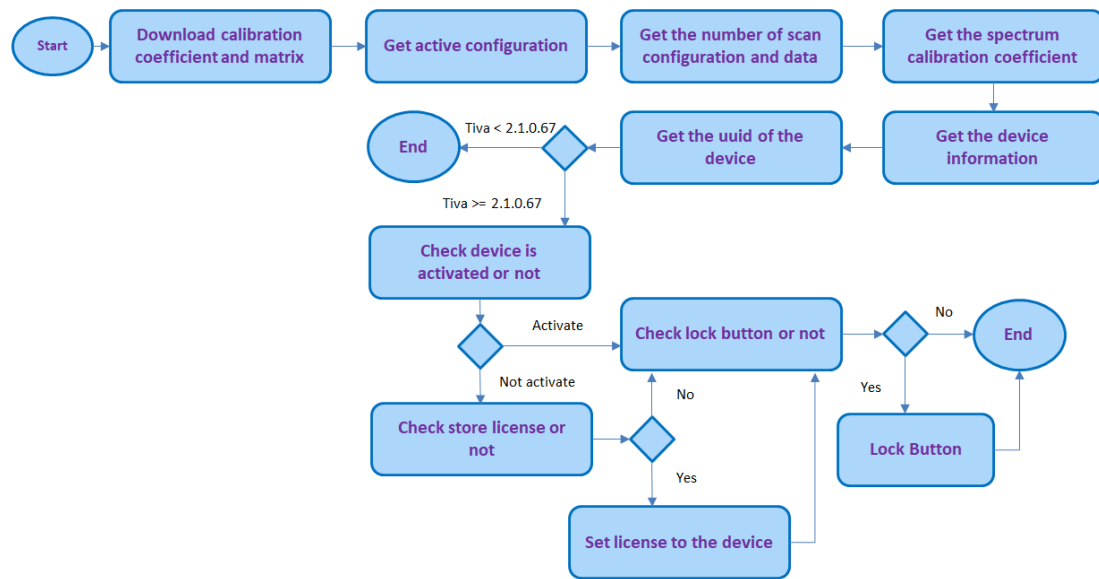 Start
Download calibration
coefficient and matrix
Get active configuration
Get the number of scan
configuration and data
Get the spectrum
calibration coefficient
Get the device
information
Get the uuid of the
device
Tiva < 2.1.0.67
End
Tiva >= 2.1.0.67
Check device is
activated or not
Activate
Not activate
Check lock button or not
No
End
Yes
Lock Button
Check store license or
not
No
Yes
Set license to the device